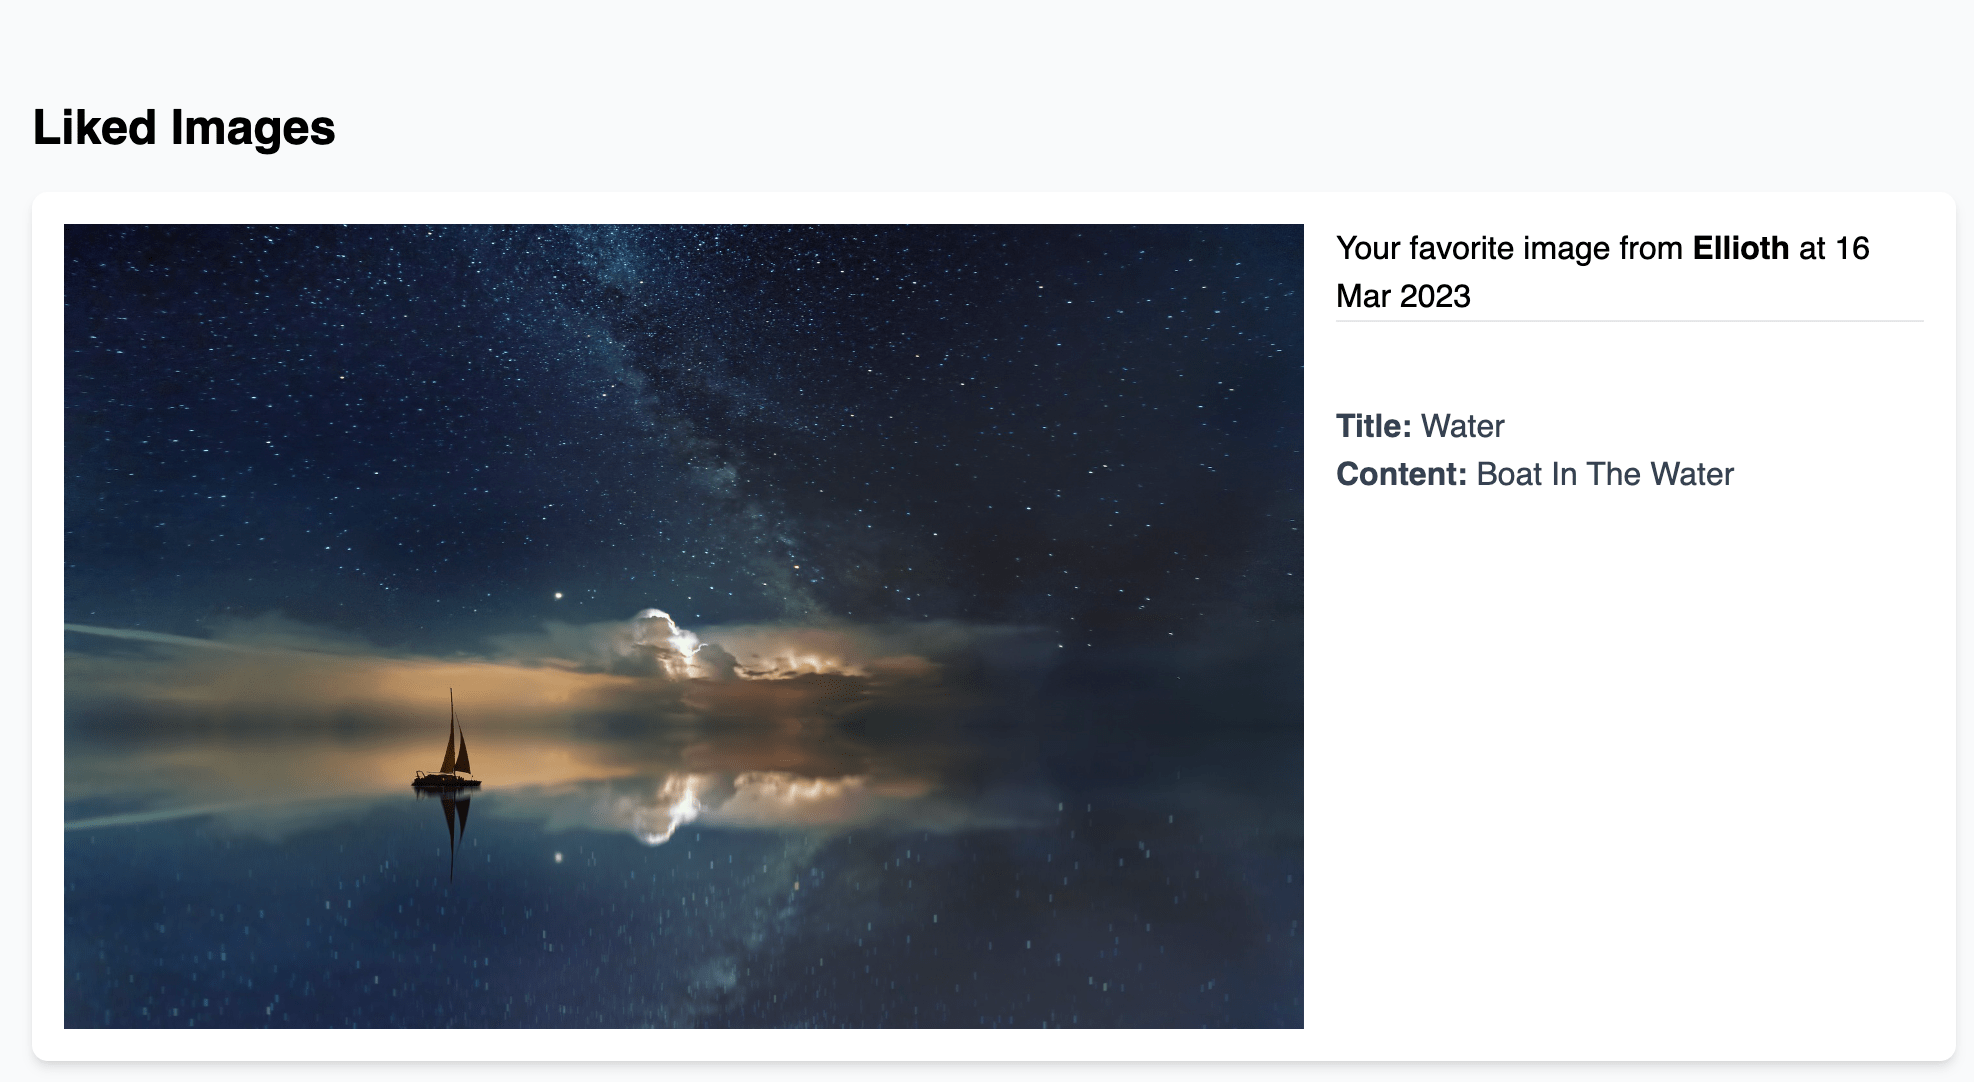 Liked Images
Your favorite image from Ellioth at 16
Mar 2023
Title: Water
Content: Boat In The Water